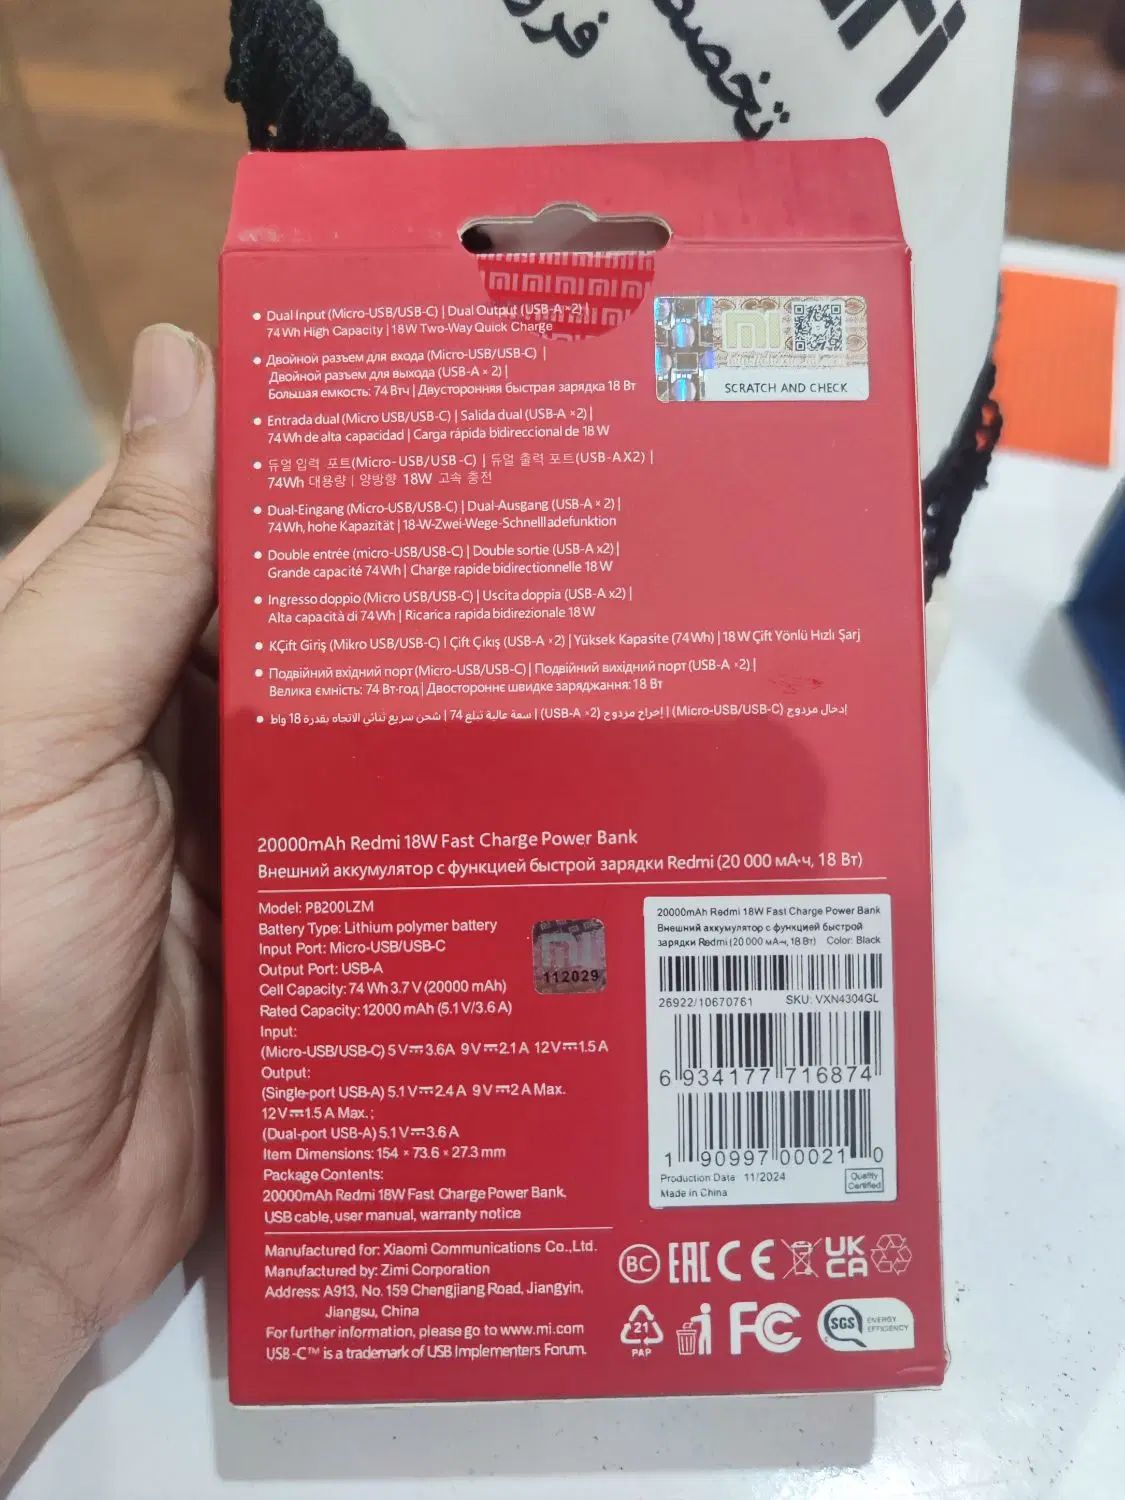 تخصص
Dual Input (Micro-USB/USB-C) | Dual Output (USB-A ×2) |
74 Wh High Capacity | 18W Two-Way Quick Charge
Двойной разъем для входа (Micro-USB/USB-C) |
Двойной разъем для выхода (USB-A × 2) |
Большая емкость: 74 Втч | Двусторонняя быстрая зарядка 18 Вт
Entrada dual (Micro USB/USB-C) | Salida dual (USB-A ×2) |
74 Wh de alta capacidad | Carga rápida bidireccional de 18 W
듀얼 입력 포트(Micro-USB/USB-C) | 듀얼 출력 포트(USB-A X2) |
74Wh 대용량 | 양방향 18W 고속 충전
Dual-Eingang (Micro-USB/USB-C) | Dual-Ausgang (USB-A × 2) |
74 Wh, hohe Kapazität | 18-W-Zwei-Wege-Schnellladefunktion
Double entrée (micro-USB/USB-C) | Double sortie (USB-A x2) |
Grande capacité 74 Wh | Charge rapide bidirectionnelle 18 W
Ingresso doppio (Micro USB/USB-C) | Uscita doppia (USB-A x2) |
Alta capacità di 74 Wh | Ricarica rapida bidirezionale 18 W
KÇift Giriş (Mikro USB/USB-C) | Çift Çıkış (USB-A ×2) | Yüksek Kapasite (74 Wh) | 18 W Çift Yönlü Hızlı Şarj
Подвійний вхідний порт (Micro-USB/USB-C) | Подвійний вихідний порт (USB-A ×2) |
Велика ємність: 74 Вт·год | Двостороннє швидке заряджання: 18 Вт
إدخال مزدوج (Micro-USB/USB-C) | إخراج مزدوج (USB-A ×2) | سعة عالية تبلغ 74 | شحن سريع ثنائي الاتجاه بقدرة 18 واط
SCRATCH AND CHECK
20000mAh Redmi 18W Fast Charge Power Bank
Внешний аккумулятор с функцией быстрой зарядки Redmi (20 000 мА·ч, 18 Вт)
Model: PB200LZM
Battery Type: Lithium polymer battery
Input Port: Micro-USB/USB-C
Output Port: USB-A
Cell Capacity: 74 Wh 3.7 V (20000 mAh)
Rated Capacity: 12000 mAh (5.1 V/3.6 A)
Input:
(Micro-USB/USB-C) 5 V⎓3.6A 9 V⎓2.1 A 12V⎓1.5 A
Output:
(Single-port USB-A) 5.1 V⎓2.4 A 9 V⎓2 A Max.
12 V⎓1.5 A Max.;
(Dual-port USB-A) 5.1 V⎓3.6 A
Item Dimensions: 154 × 73.6 × 27.3 mm
Package Contents:
20000mAh Redmi 18W Fast Charge Power Bank,
USB cable, user manual, warranty notice
112029
20000mAh Redmi 18W Fast Charge Power Bank
Внешний аккумулятор с функцией быстрой
зарядки Redmi (20 000 мА·ч, 18 Вт) Color: Black
26922/10670761 SKU: VXN4304GL
6 934177 716874
1 90997 00021 0
Production Date 11/2024
Made in China
Quality
Certified
Manufactured for: Xiaomi Communications Co.,Ltd.
Manufactured by: Zimi Corporation
Address: A913, No. 159 Chengjiang Road, Jiangyin,
Jiangsu, China
For further information, please go to www.mi.com
USB-C™ is a trademark of USB Implementers Forum.
BC EAC CE UK
CA
21
PAP
FC
SGS ENERGY
EFFICIENCY